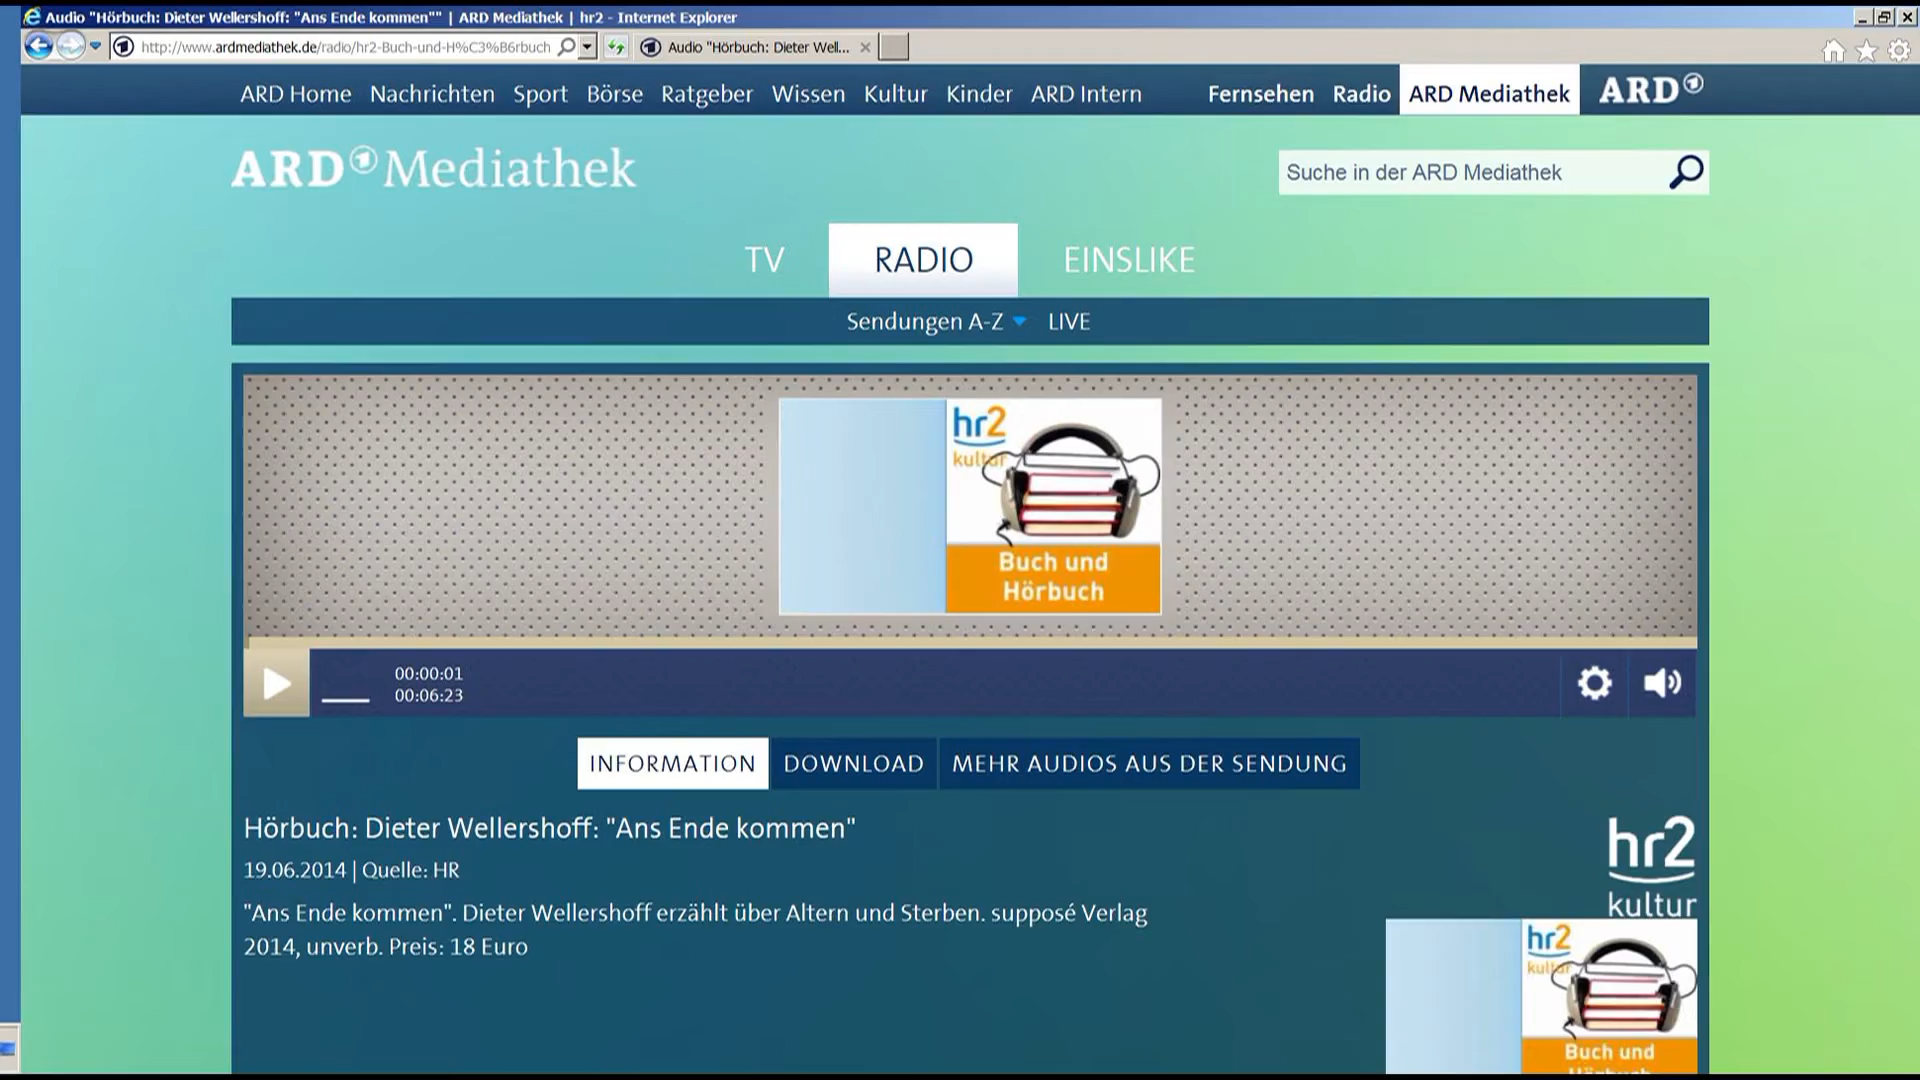 Audio "Hörbuch: Dieter Wellershoff: "Ans Ende kommen"" | ARD Mediathek | hr2 - Internet Explorer
http://www.ardmediathek.de/radio/hr2-Buch-und-H%C3%B6rbuch
Audio "Hörbuch: Dieter Well...
ARD Home Nachrichten Sport Börse Ratgeber Wissen Kultur Kinder ARD Intern Fernsehen Radio ARD Mediathek ARD
ARD Mediathek
Suche in der ARD Mediathek
TV RADIO EINSLIKE
Sendungen A-Z LIVE
hr2
kultur
Buch und
Hörbuch
00:00:01
00:06:23
INFORMATION DOWNLOAD MEHR AUDIOS AUS DER SENDUNG
Hörbuch: Dieter Wellershoff: "Ans Ende kommen"
19.06.2014 | Quelle: HR
"Ans Ende kommen". Dieter Wellershoff erzählt über Altern und Sterben. supposé Verlag
2014, unverb. Preis: 18 Euro
hr2
kultur
hr2
kultur
Buch und
Hörbuch